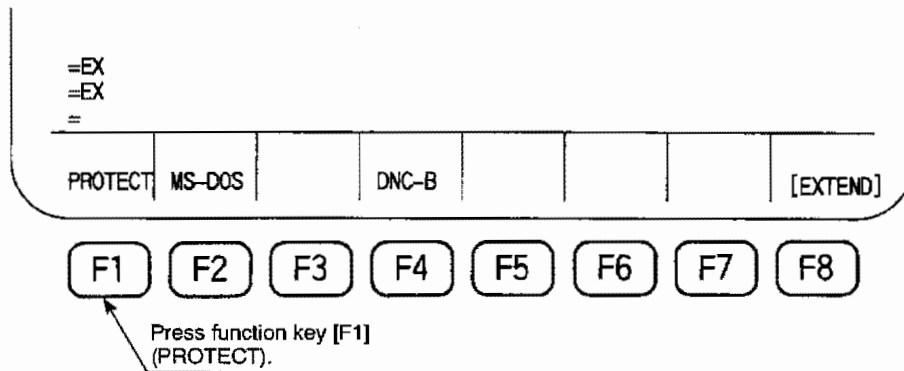 =EX
=EX
=
PROTECT MS–DOS DNC–B [EXTEND]
F1 F2 F3 F4 F5 F6 F7 F8
Press function key [F1]
(PROTECT).